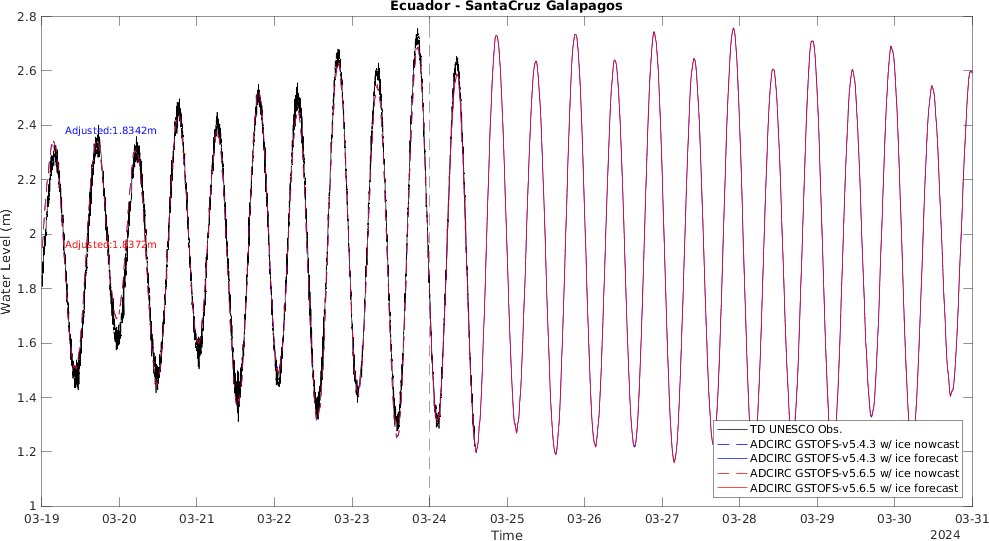 Ecuador - SantaCruz Galapagos
2.8
2.6
2.4
2.2
2
1.8
1.6
1.4
1.2
1
Water Level (m)
Adjusted:1.8342m
Adjusted:1.8372m
TD UNESCO Obs.
ADCIRC GSTOFS-v5.4.3 w/ ice nowcast
ADCIRC GSTOFS-v5.4.3 w/ ice forecast
ADCIRC GSTOFS-v5.6.5 w/ ice nowcast
ADCIRC GSTOFS-v5.6.5 w/ ice forecast
03-19 03-20 03-21 03-22 03-23 03-24 03-25 03-26 03-27 03-28 03-29 03-30 03-31
Time
2024